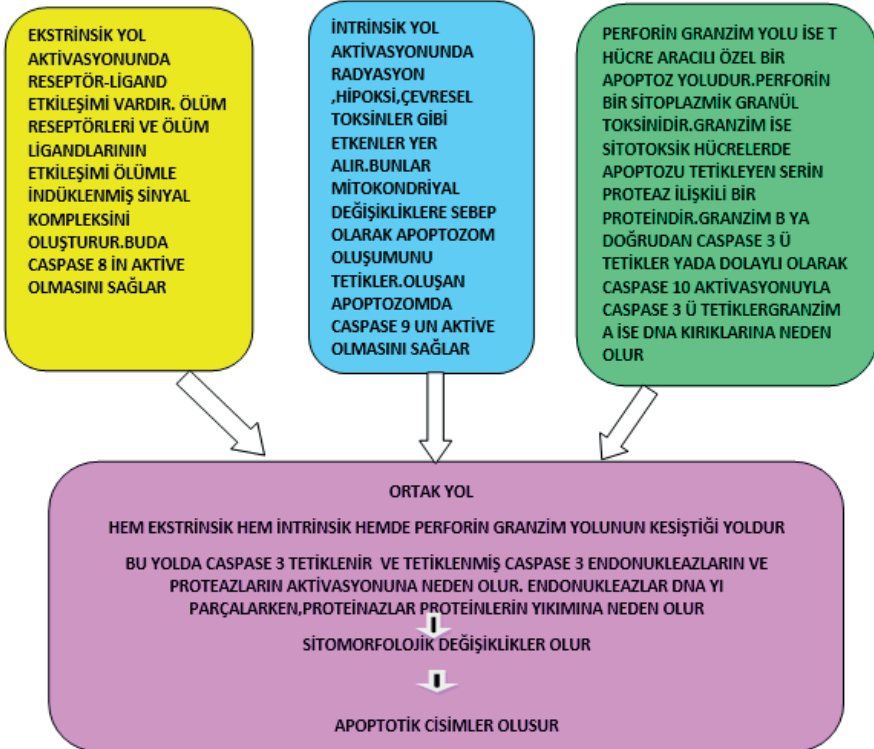 EKSTRİNSİK YOL
AKTİVASYONUNDA
RESEPTÖR-LİGAND
ETKİLEŞİMİ VARDIR. ÖLÜM
RESEPTÖRLERİ VE ÖLÜM
LİGANDLARININ
ETKİLEŞİMİ ÖLÜMLE
İNDÜKLENMİŞ SİNYAL
KOMPLEKSİNİ
OLUŞTURUR.BUDA
CASPASE 8 İN AKTİVE
OLMASINI SAĞLAR
İNTRİNSİK YOL
AKTİVASYONUNDA
RADYASYON
,HİPOKSİ,ÇEVRESEL
TOKSİNLER GİBİ
ETKENLER YER
ALIR.BUNLAR
MİTOKONDRİYAL
DEĞİŞİKLİKLERE SEBEP
OLARAK APOPTOZOM
OLUŞUMUNU
TETİKLER.OLUŞAN
APOPTOZOMDA
CASPASE 9 UN AKTİVE
OLMASINI SAĞLAR
PERFORİN GRANZİM YOLU İSE T
HÜCRE ARACILI ÖZEL BİR
APOPTOZ YOLUDUR.PERFORİN
BİR SİTOPLAZMİK GRANÜL
TOKSİNİDİR.GRANZİM İSE
SİTOTOKSİK HÜCRELERDE
APOPTOZU TETİKLEYEN SERİN
PROTEAZ İLİŞKİLİ BİR
PROTEİNDİR.GRANZİM B YA
DOĞRUDAN CASPASE 3 Ü
TETİKLER YADA DOLAYLI OLARAK
CASPASE 10 AKTİVASYONUYLA
CASPASE 3 Ü TETİKLERGRANZİM
A İSE DNA KIRIKLARINA NEDEN
OLUR
ORTAK YOL
HEM EKSTRİNSİK HEM İNTRİNSİK HEMDE PERFORİN GRANZİM YOLUNUN KESİŞTİĞİ YOLDUR
BU YOLDA CASPASE 3 TETİKLENİR VE TETİKLENMİŞ CASPASE 3 ENDONUKLEAZLARIN VE
PROTEAZLARIN AKTİVASYONUNA NEDEN OLUR. ENDONUKLEAZLAR DNA YI
PARÇALARKEN,PROTEİNAZLAR PROTEİNLERİN YIKIMINA NEDEN OLUR
SİTOMORFOLOJİK DEĞİŞİKLİKLER OLUR
APOPTOTİK CİSİMLER OLUSUR